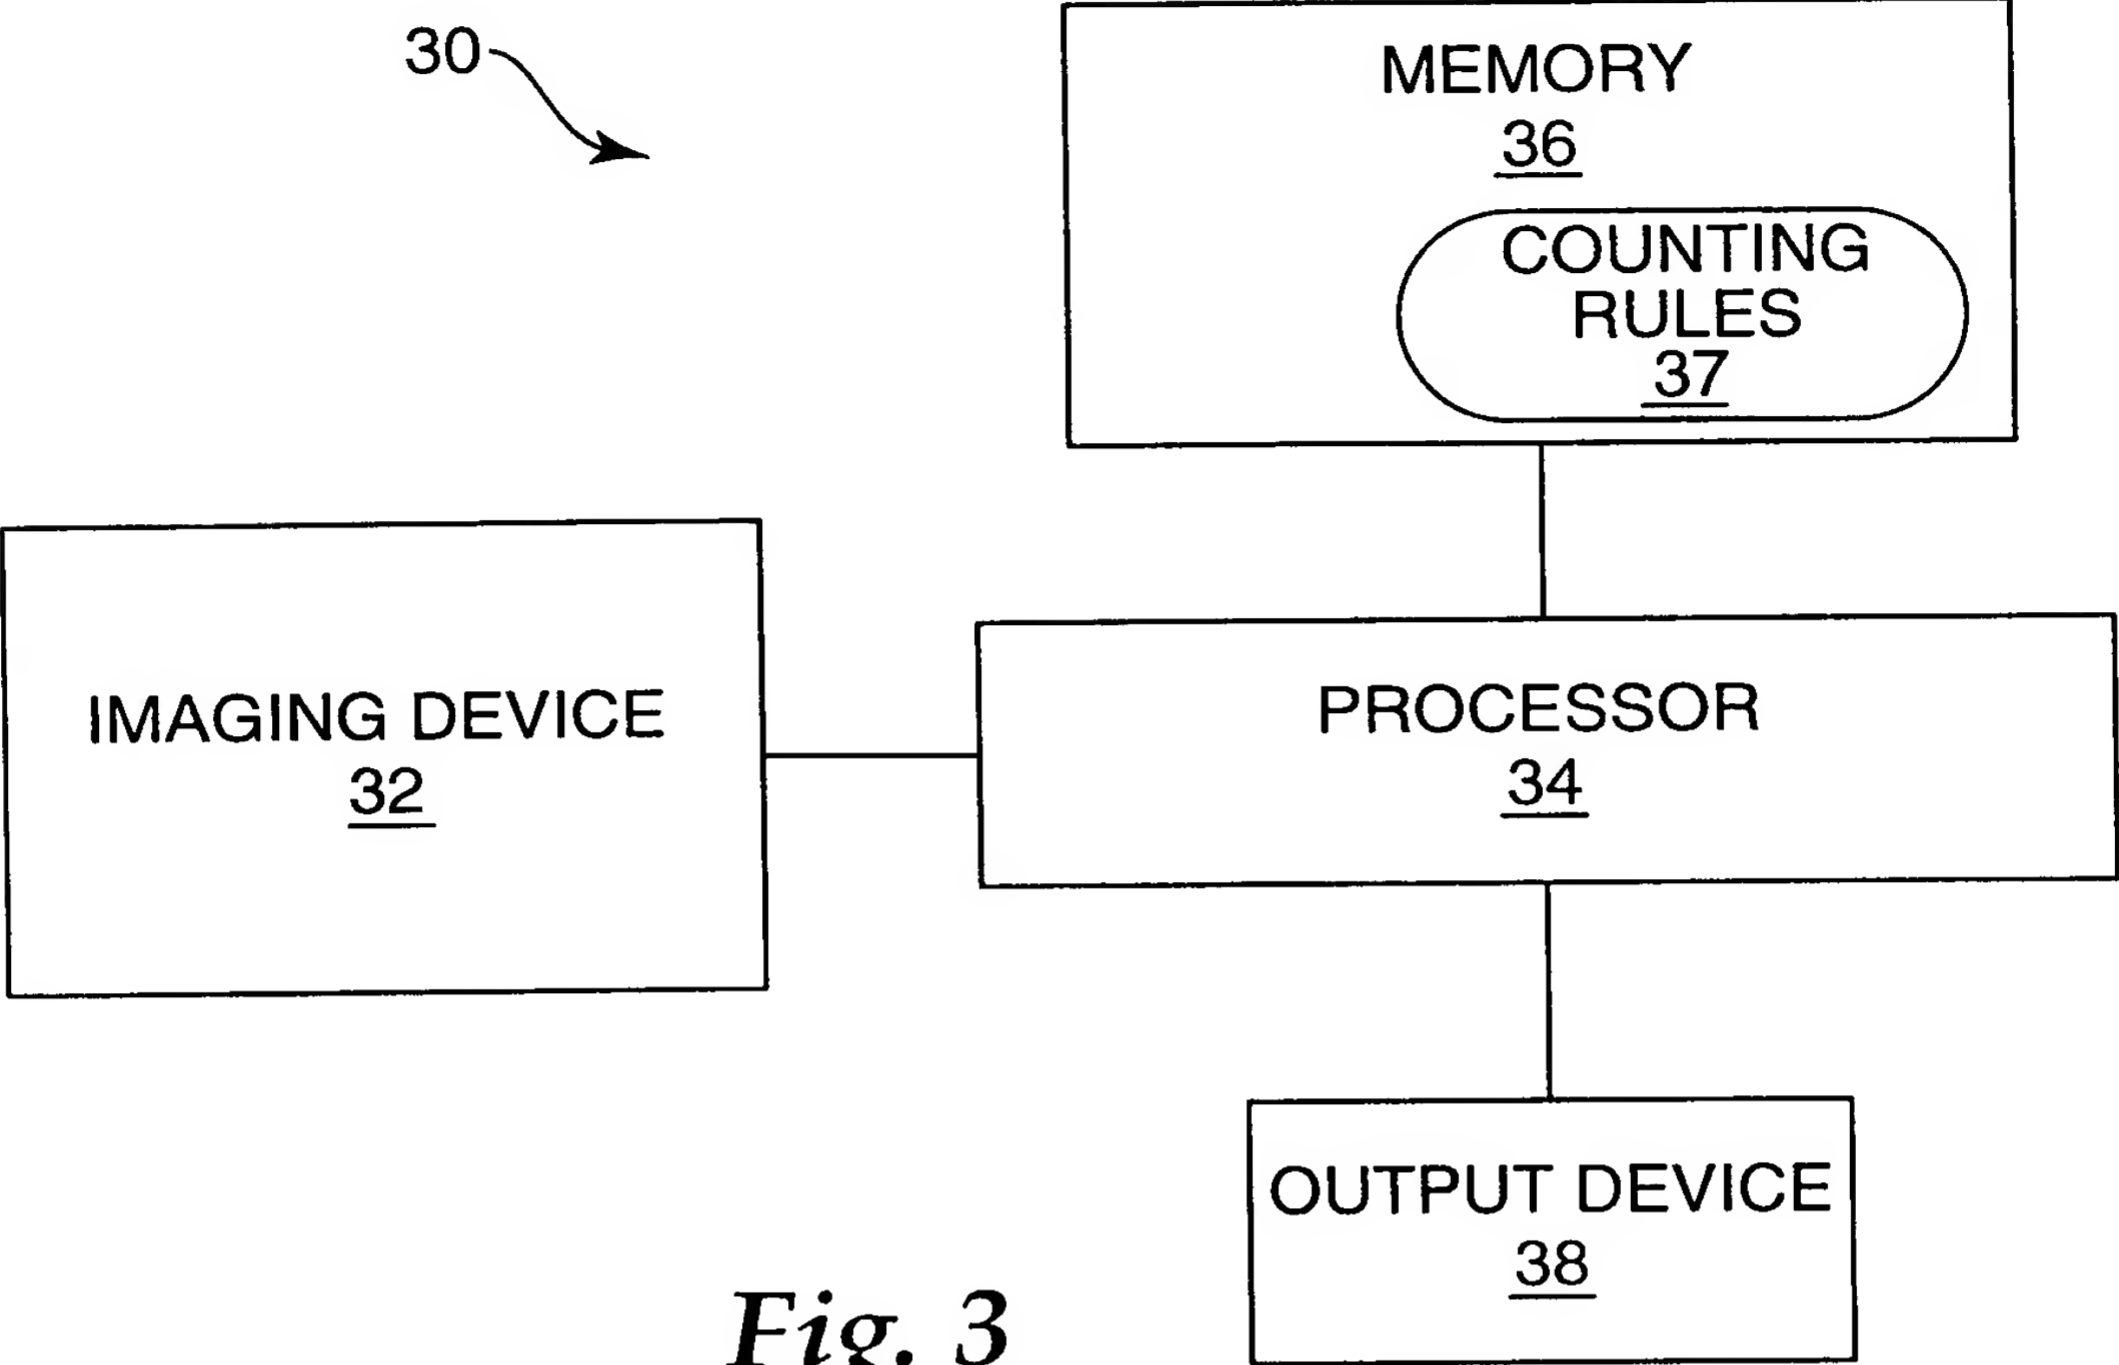 30
MEMORY
36
COUNTING
RULES
37
IMAGING DEVICE
32
PROCESSOR
34
OUTPUT DEVICE
38
Fig. 3